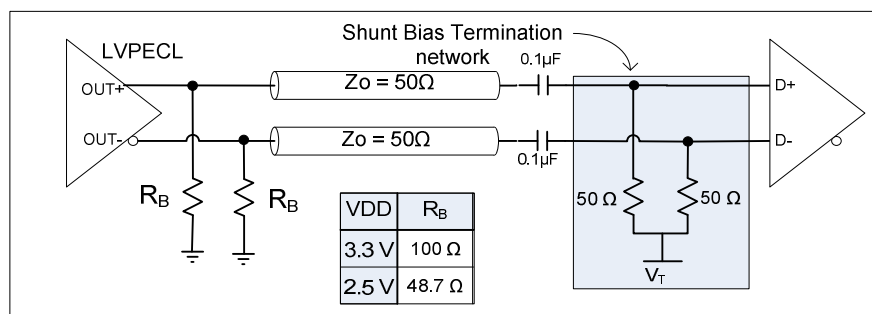 Shunt Bias Termination
network
LVPECL
0.1µF
OUT+
Zo = 50Ω
D+
OUT-
Zo = 50Ω
D-
0.1µF
RB
RB
VDD RB
3.3 V 100 Ω
2.5 V 48.7 Ω
50 Ω
50 Ω
VT